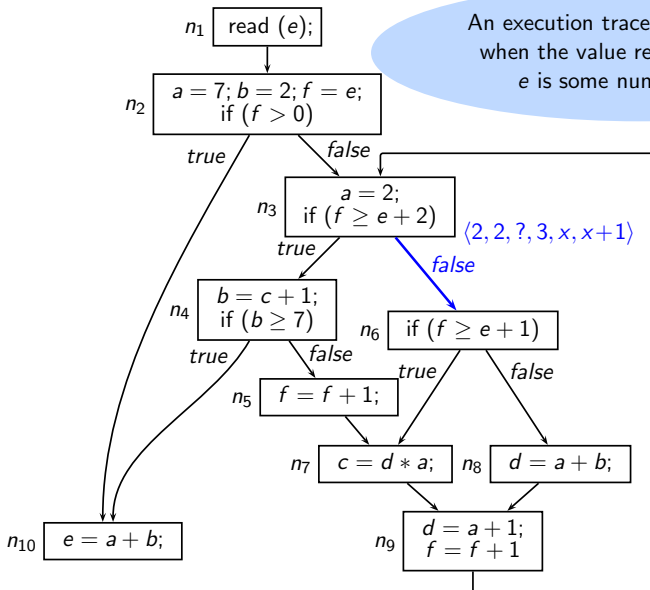 n1 read (e);
An execution trace
when the value re
e is some num
n2 a = 7; b = 2; f = e;
if (f > 0)
true
false
n3 a = 2;
if (f ≥ e + 2)
⟨2, 2, ?, 3, x, x+1⟩
true
false
n4 b = c + 1;
if (b ≥ 7)
n6 if (f ≥ e + 1)
true
false
true
false
n5 f = f + 1;
n7 c = d ∗ a;
n8 d = a + b;
n10 e = a + b;
n9 d = a + 1;
f = f + 1